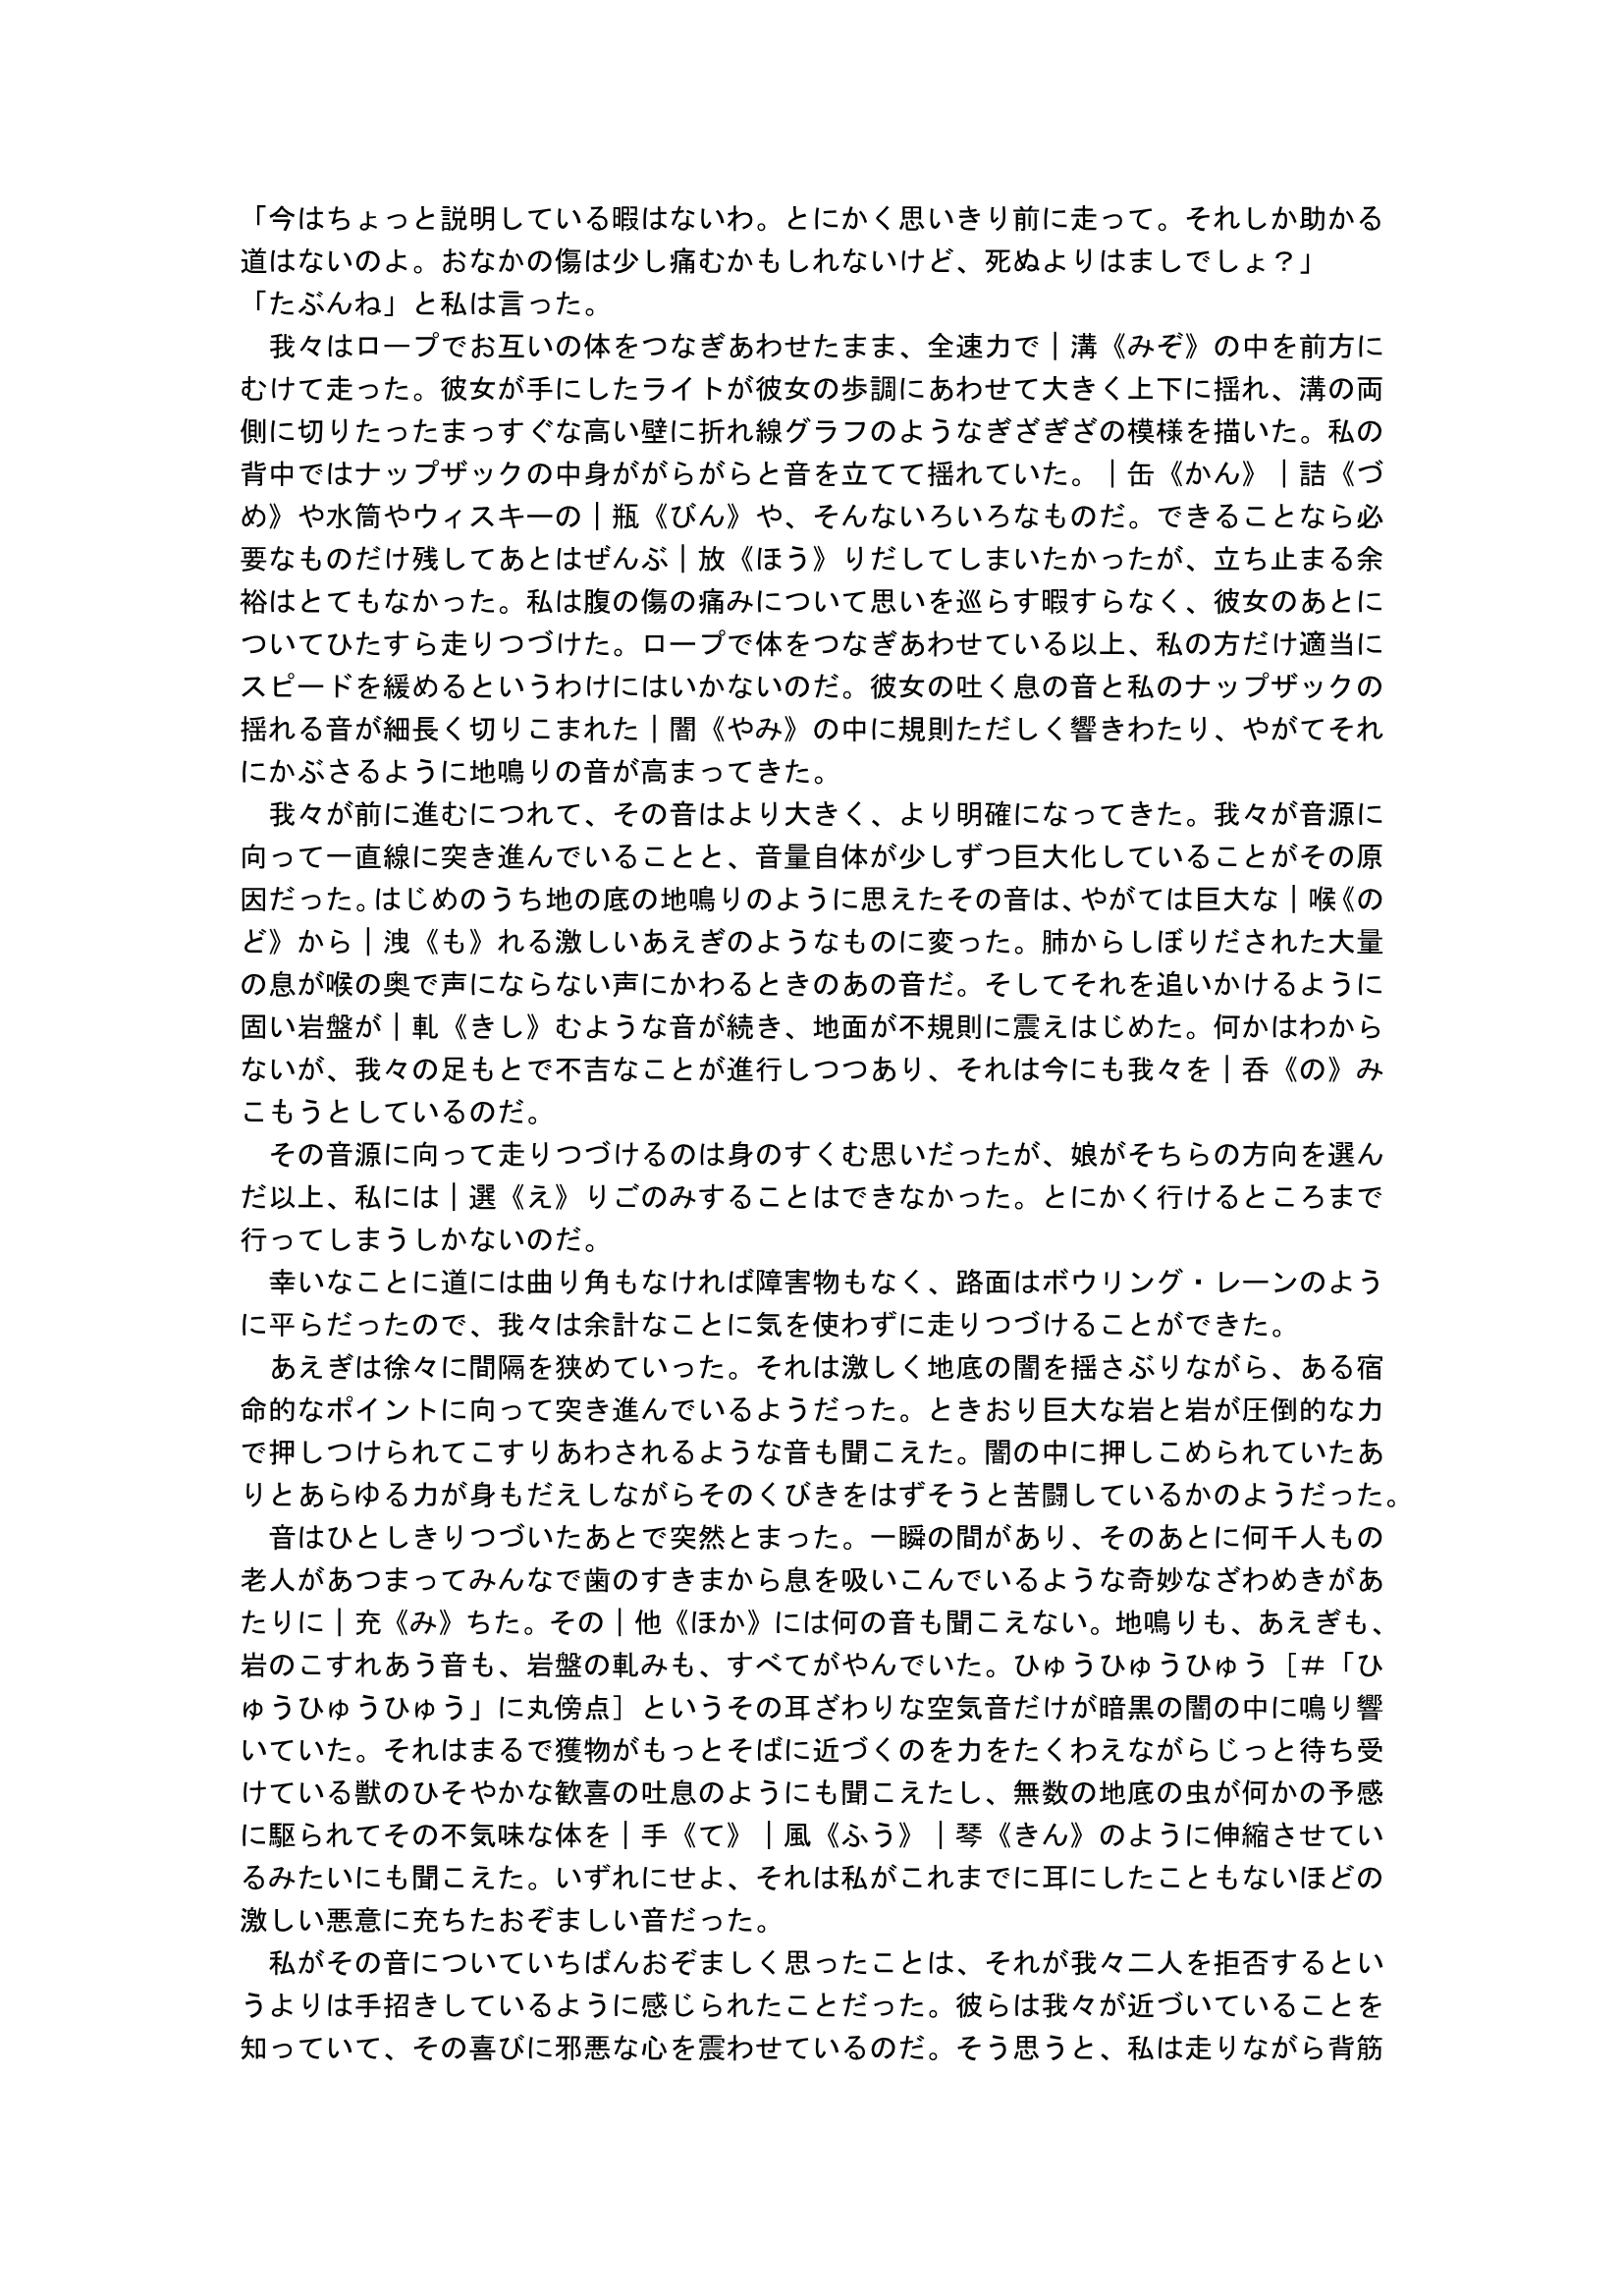 「今はちょっと説明している暇はないわ。とにかく思いきり前に走って。それしか助かる
道はないのよ。おなかの傷は少し痛むかもしれないけど、死ぬよりはましでしょ？」
「たぶんね」と私は言った。
　我々はロープでお互いの体をつなぎあわせたまま、全速力で｜溝《みぞ》の中を前方に
むけて走った。彼女が手にしたライトが彼女の歩調にあわせて大きく上下に揺れ、溝の両
側に切りたったまっすぐな高い壁に折れ線グラフのようなぎざぎざの模様を描いた。私の
背中ではナップザックの中身ががらがらと音を立てて揺れていた。｜缶《かん》｜詰《づ
め》や水筒やウィスキーの｜瓶《びん》や、そんないろいろなものだ。できることなら必
要なものだけ残してあとはぜんぶ｜放《ほう》りだしてしまいたかったが、立ち止まる余
裕はとてもなかった。私は腹の傷の痛みについて思いを巡らす暇すらなく、彼女のあとに
ついてひたすら走りつづけた。ロープで体をつなぎあわせている以上、私の方だけ適当に
スピードを緩めるというわけにはいかないのだ。彼女の吐く息の音と私のナップザックの
揺れる音が細長く切りこまれた｜闇《やみ》の中に規則ただしく響きわたり、やがてそれ
にかぶさるように地鳴りの音が高まってきた。
　我々が前に進むにつれて、その音はより大きく、より明確になってきた。我々が音源に
向って一直線に突き進んでいることと、音量自体が少しずつ巨大化していることがその原
因だった。はじめのうち地の底の地鳴りのように思えたその音は、やがては巨大な｜喉《の
ど》から｜洩《も》れる激しいあえぎのようなものに変った。肺からしぼりだされた大量
の息が喉の奥で声にならない声にかわるときのあの音だ。そしてそれを追いかけるように
固い岩盤が｜軋《きし》むような音が続き、地面が不規則に震えはじめた。何かはわから
ないが、我々の足もとで不吉なことが進行しつつあり、それは今にも我々を｜呑《の》み
こもうとしているのだ。
　その音源に向って走りつづけるのは身のすくむ思いだったが、娘がそちらの方向を選ん
だ以上、私には｜選《え》りごのみすることはできなかった。とにかく行けるところまで
行ってしまうしかないのだ。
　幸いなことに道には曲り角もなければ障害物もなく、路面はボウリング・レーンのよう
に平らだったので、我々は余計なことに気を使わずに走りつづけることができた。
　あえぎは徐々に間隔を狭めていった。それは激しく地底の闇を揺さぶりながら、ある宿
命的なポイントに向って突き進んでいるようだった。ときおり巨大な岩と岩が圧倒的な力
で押しつけられてこすりあわされるような音も聞こえた。闇の中に押しこめられていたあ
りとあらゆる力が身もだえしながらそのくびきをはずそうと苦闘しているかのようだった。
　音はひとしきりつづいたあとで突然とまった。一瞬の間があり、そのあとに何千人もの
老人があつまってみんなで歯のすきまから息を吸いこんでいるような奇妙なざわめきがあ
たりに｜充《み》ちた。その｜他《ほか》には何の音も聞こえない。地鳴りも、あえぎも、
岩のこすれあう音も、岩盤の軋みも、すべてがやんでいた。ひゅうひゅうひゅう［＃「ひ
ゅうひゅうひゅう」に丸傍点］というその耳ざわりな空気音だけが暗黒の闇の中に鳴り響
いていた。それはまるで獲物がもっとそばに近づくのを力をたくわえながらじっと待ち受
けている獣のひそやかな歓喜の吐息のようにも聞こえたし、無数の地底の虫が何かの予感
に駆られてその不気味な体を｜手《て》｜風《ふう》｜琴《きん》のように伸縮させてい
るみたいにも聞こえた。いずれにせよ、それは私がこれまでに耳にしたこともないほどの
激しい悪意に充ちたおぞましい音だった。
　私がその音についていちばんおぞましく思ったことは、それが我々二人を拒否するとい
うよりは手招きしているように感じられたことだった。彼らは我々が近づいていることを
知っていて、その喜びに邪悪な心を震わせているのだ。そう思うと、私は走りながら背筋